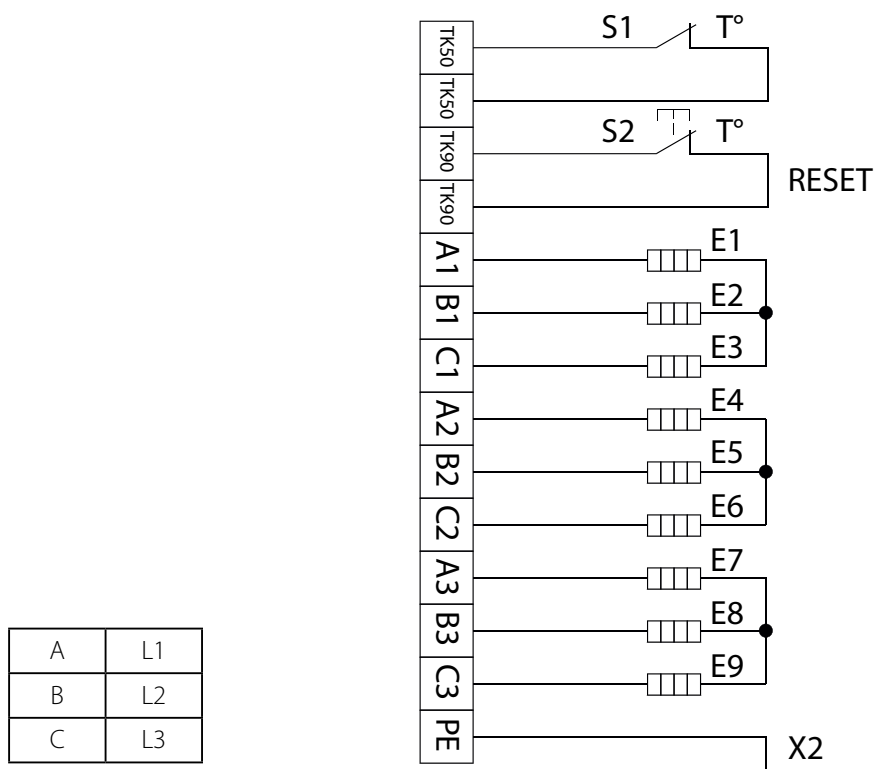 S1 T°
TK50
TK50
S2 T°
TK90
TK90
RESET
A1 E1
B1 E2
C1 E3
A2 E4
B2 E5
C2 E6
A3 E7
B3 E8
C3 E9
PE X2
A L1
B L2
C L3